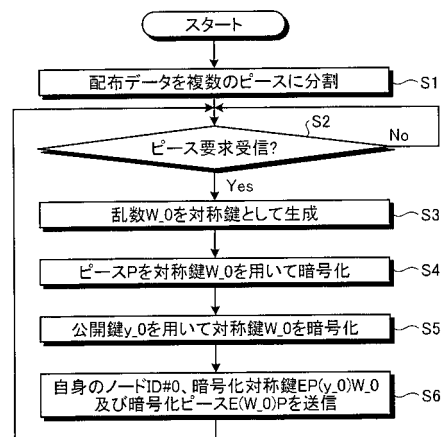 スタート
配布データを複数のピースに分割
S1
S2
ピース要求受信?
No
Yes
乱数W_0を対称鍵として生成
S3
ピースPを対称鍵W_0を用いて暗号化
S4
公開鍵y_0を用いて対称鍵W_0を暗号化
S5
自身のノードID#0、暗号化対称鍵EP(y_0)W_0
及び暗号化ピースE(W_0)Pを送信
S6